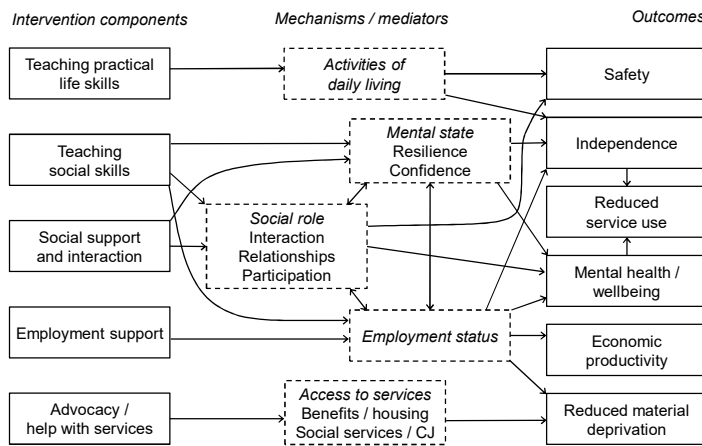 Intervention components
Mechanisms / mediators
Outcomes
Teaching practical
life skills
Activities of
daily living
Safety
Teaching
social skills
Mental state
Resilience
Confidence
Independence
Reduced
service use
Social support
and interaction
Social role
Interaction
Relationships
Participation
Mental health /
wellbeing
Employment support
Employment status
Economic
productivity
Advocacy /
help with services
Access to services
Benefits / housing
Social services / CJ
Reduced material
deprivation